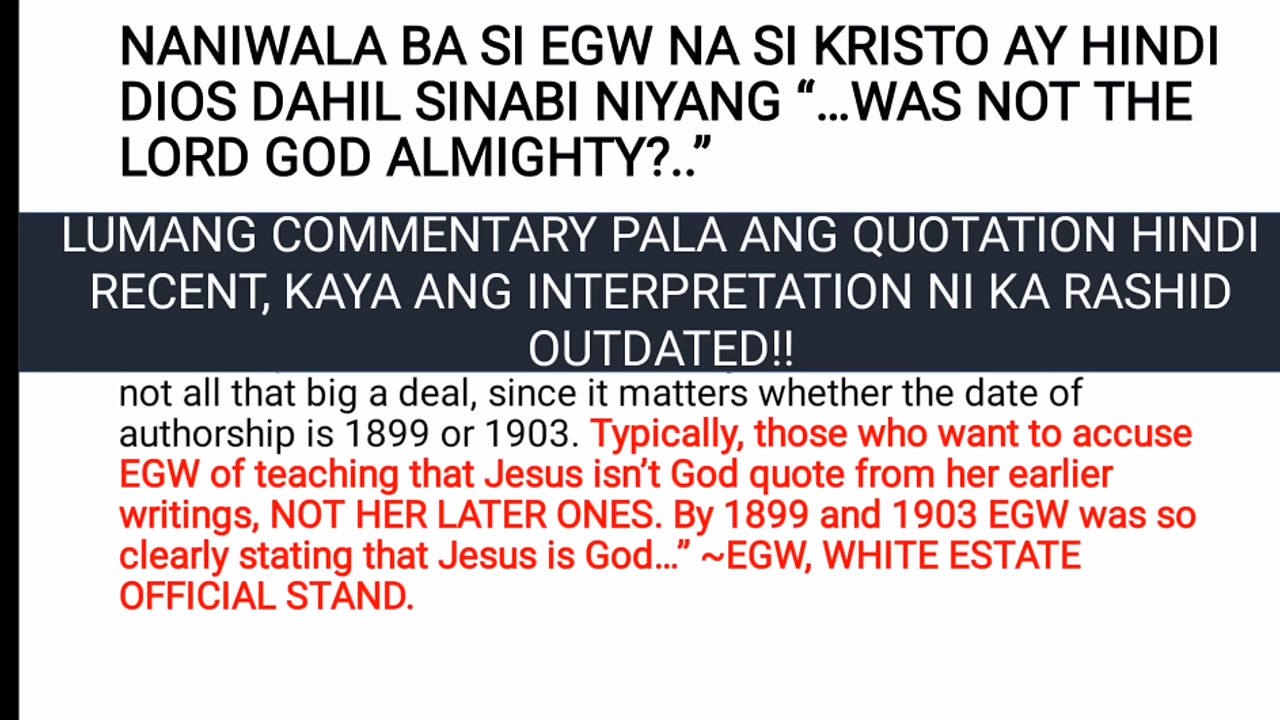 NANIWALA BA SI EGW NA SI KRISTO AY HINDI
DIOS DAHIL SINABI NIYANG “...WAS NOT THE
LORD GOD ALMIGHTY?..”
LUMANG COMMENTARY PALA ANG QUOTATION HINDI
RECENT, KAYA ANG INTERPRETATION NI KA RASHID
OUTDATED!!
not all that big a deal, since it matters whether the date of
authorship is 1899 or 1903. Typically, those who want to accuse
EGW of teaching that Jesus isn’t God quote from her earlier
writings, NOT HER LATER ONES. By 1899 and 1903 EGW was so
clearly stating that Jesus is God...” ~EGW, WHITE ESTATE
OFFICIAL STAND.